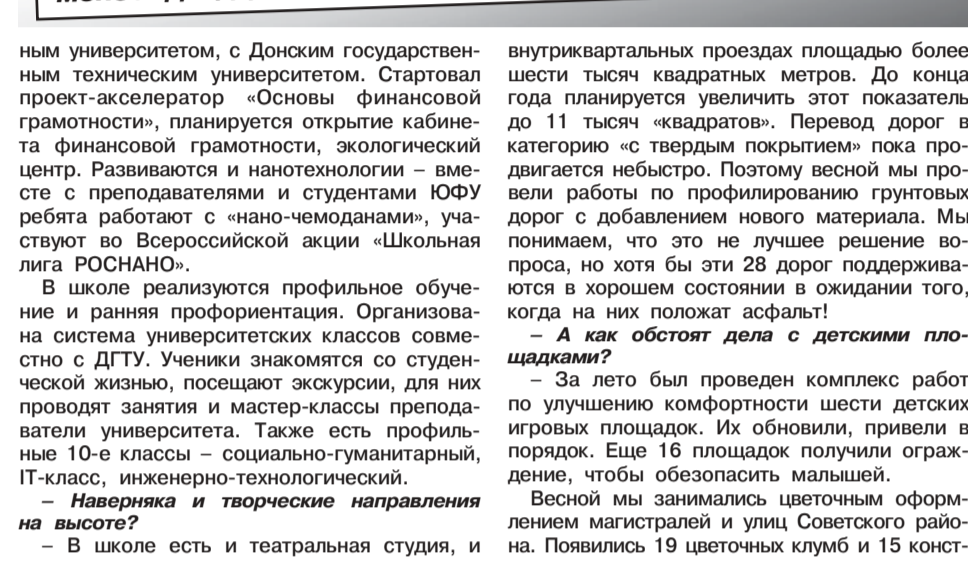 ным университетом, с Донским государствен-
ным техническим университетом. Стартовал
проект-акселератор «Основы финансовой
грамотности», планируется открытие кабине-
та финансовой грамотности, экологический
центр. Развиваются и нанотехнологии – вме-
сте с преподавателями и студентами ЮФУ
ребята работают с «нано-чемоданами», уча-
ствуют во Всероссийской акции «Школьная
лига РОСНАНО».
В школе реализуются профильное обуче-
ние и ранняя профориентация. Организова-
на система университетских классов совме-
стно с ДГТУ. Ученики знакомятся со студен-
ческой жизнью, посещают экскурсии, для них
проводят занятия и мастер-классы препода-
ватели университета. Также есть профиль-
ные 10-е классы – социально-гуманитарный,
IT-класс, инженерно-технологический.
– Наверняка и творческие направления
на высоте?
– В школе есть и театральная студия, и
внутриквартальных проездах площадью более
шести тысяч квадратных метров. До конца
года планируется увеличить этот показатель
до 11 тысяч «квадратов». Перевод дорог в
категорию «с твердым покрытием» пока про-
двигается небыстро. Поэтому весной мы про-
вели работы по профилированию грунтовых
дорог с добавлением нового материала. Мы
понимаем, что это не лучшее решение во-
проса, но хотя бы эти 28 дорог поддержива-
ются в хорошем состоянии в ожидании того,
когда на них положат асфальт!
– А как обстоят дела с детскими пло-
щадками?
– За лето был проведен комплекс работ
по улучшению комфортности шести детских
игровых площадок. Их обновили, привели в
порядок. Еще 16 площадок получили ограж-
дение, чтобы обезопасить малышей.
Весной мы занимались цветочным оформ-
лением магистралей и улиц Советского райо-
на. Появились 19 цветочных клумб и 15 конст-